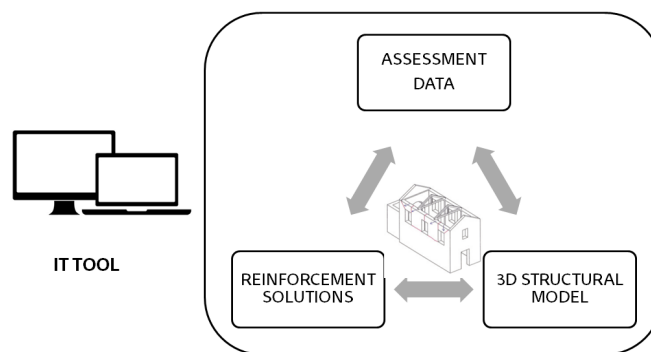 ASSESSMENT
DATA
IT TOOL
REINFORCEMENT
SOLUTIONS
3D STRUCTURAL
MODEL